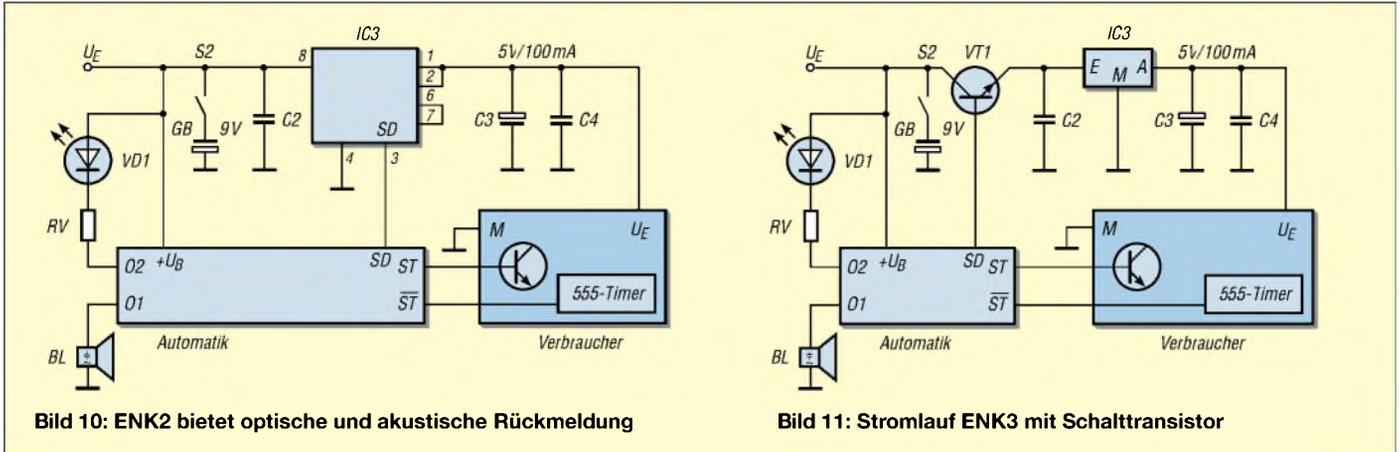 IC3
U_E S2 8 1 5V/100mA
2
6
7
GB 9V C2 SD C3 C4
4 3
VD1
RV
M U_E
O2 +U_B SD ST
O1 S̅T̅ 555-Timer
Automatik Verbraucher
BL
Bild 10: ENK2 bietet optische und akustische Rückmeldung
IC3
U_E S2 VT1 E M A 5V/100mA
GB 9V C2 C3 C4
VD1
RV
M U_E
O2 +U_B SD ST
O1 S̅T̅ 555-Timer
Automatik Verbraucher
BL
Bild 11: Stromlauf ENK3 mit Schalttransistor